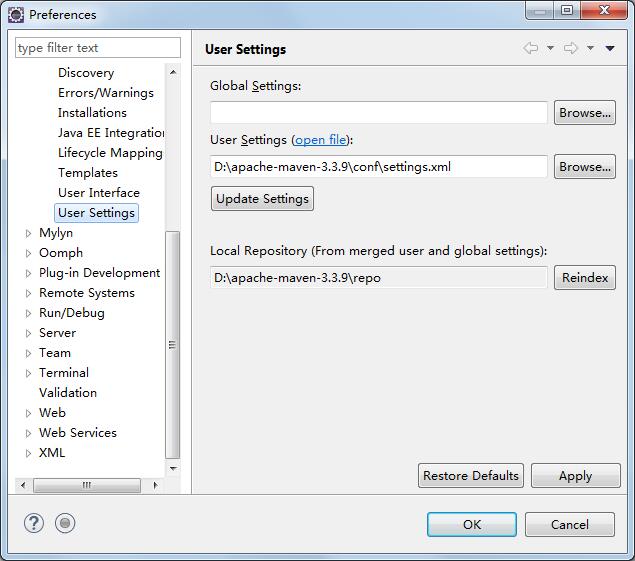 Preferences
type filter text
Discovery
Errors/Warnings
Installations
Java EE Integration
Lifecycle Mapping
Templates
User Interface
User Settings
Mylyn
Oomph
Plug-in Development
Remote Systems
Run/Debug
Server
Team
Terminal
Validation
Web
Web Services
XML
User Settings
Global Settings:
Browse...
User Settings (open file):
D:\apache-maven-3.3.9\conf\settings.xml
Browse...
Update Settings
Local Repository (From merged user and global settings):
D:\apache-maven-3.3.9\repo
Reindex
Restore Defaults
Apply
?
OK
Cancel